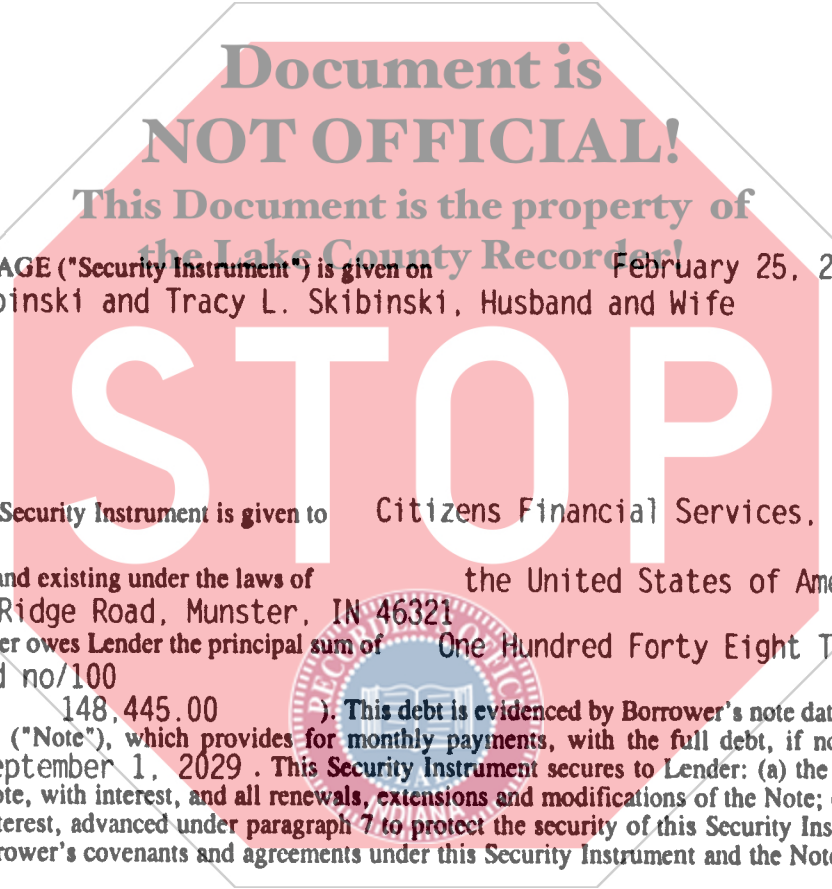 Document is
NOT OFFICIAL!
This Document is the property of
the Lake County Recorder!
AGE ("Security Instrument") is given on February 25, 2
binski and Tracy L. Skibinski, Husband and Wife
STOP
Security Instrument is given to Citizens Financial Services,
and existing under the laws of the United States of Ame
Ridge Road, Munster, IN 46321
er owes Lender the principal sum of One Hundred Forty Eight T
d no/100
148,445.00 ). This debt is evidenced by Borrower's note dat
("Note"), which provides for monthly payments, with the full debt, if no
eptember 1, 2029 . This Security Instrument secures to Lender: (a) the
ote, with interest, and all renewals, extensions and modifications of the Note;
terest, advanced under paragraph 7 to protect the security of this Security Ins
rower's covenants and agreements under this Security Instrument and the Note
RECORDER'S OFFICE
INDIANA